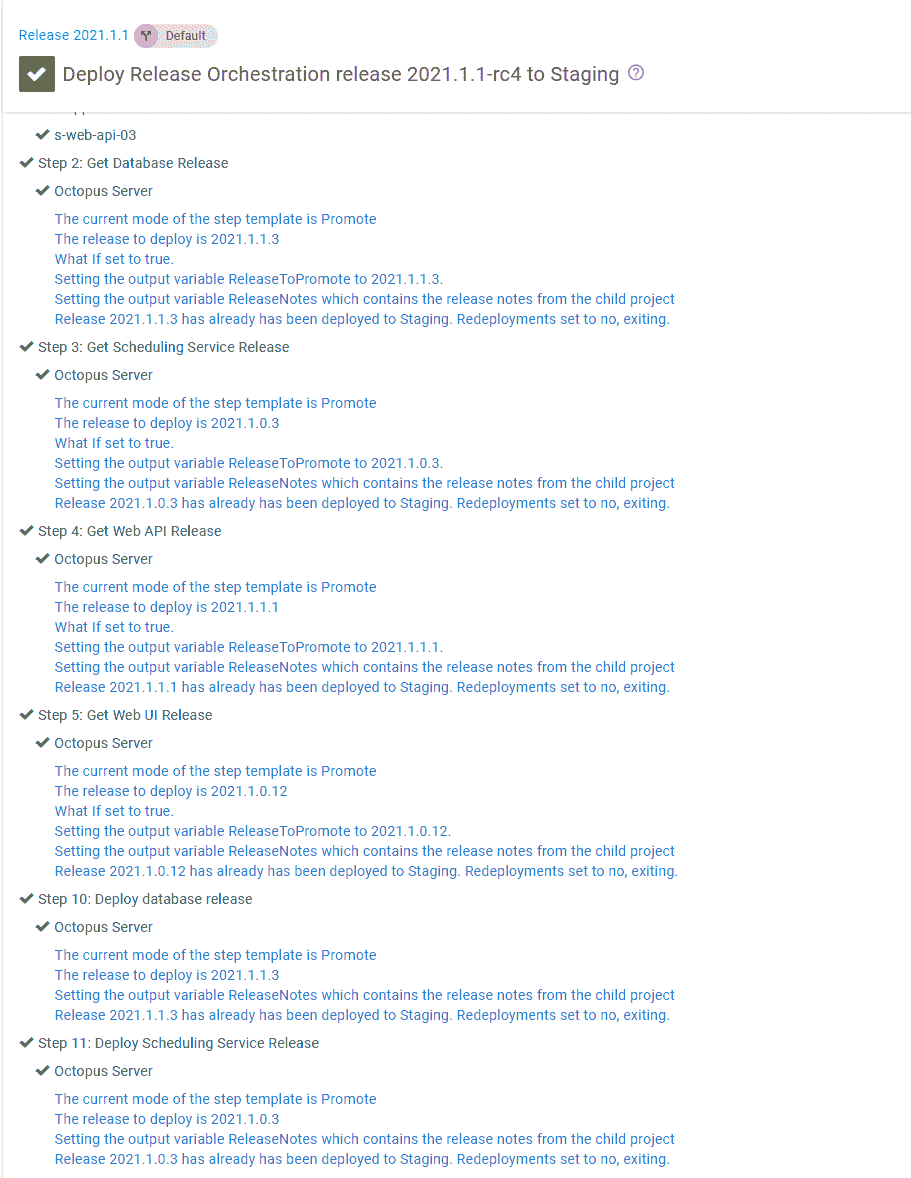 Release 2021.1.1 Default
Deploy Release Orchestration release 2021.1.1-rc4 to Staging
s-web-api-03
Step 2: Get Database Release
Octopus Server
The current mode of the step template is Promote
The release to deploy is 2021.1.1.3
What If set to true.
Setting the output variable ReleaseToPromote to 2021.1.1.3.
Setting the output variable ReleaseNotes which contains the release notes from the child project
Release 2021.1.1.3 has already has been deployed to Staging. Redeployments set to no, exiting.
Step 3: Get Scheduling Service Release
Octopus Server
The current mode of the step template is Promote
The release to deploy is 2021.1.0.3
What If set to true.
Setting the output variable ReleaseToPromote to 2021.1.0.3.
Setting the output variable ReleaseNotes which contains the release notes from the child project
Release 2021.1.0.3 has already has been deployed to Staging. Redeployments set to no, exiting.
Step 4: Get Web API Release
Octopus Server
The current mode of the step template is Promote
The release to deploy is 2021.1.1.1
What If set to true.
Setting the output variable ReleaseToPromote to 2021.1.1.1.
Setting the output variable ReleaseNotes which contains the release notes from the child project
Release 2021.1.1.1 has already has been deployed to Staging. Redeployments set to no, exiting.
Step 5: Get Web UI Release
Octopus Server
The current mode of the step template is Promote
The release to deploy is 2021.1.0.12
What If set to true.
Setting the output variable ReleaseToPromote to 2021.1.0.12.
Setting the output variable ReleaseNotes which contains the release notes from the child project
Release 2021.1.0.12 has already has been deployed to Staging. Redeployments set to no, exiting.
Step 10: Deploy database release
Octopus Server
The current mode of the step template is Promote
The release to deploy is 2021.1.1.3
Setting the output variable ReleaseNotes which contains the release notes from the child project
Release 2021.1.1.3 has already has been deployed to Staging. Redeployments set to no, exiting.
Step 11: Deploy Scheduling Service Release
Octopus Server
The current mode of the step template is Promote
The release to deploy is 2021.1.0.3
Setting the output variable ReleaseNotes which contains the release notes from the child project
Release 2021.1.0.3 has already has been deployed to Staging. Redeployments set to no, exiting.